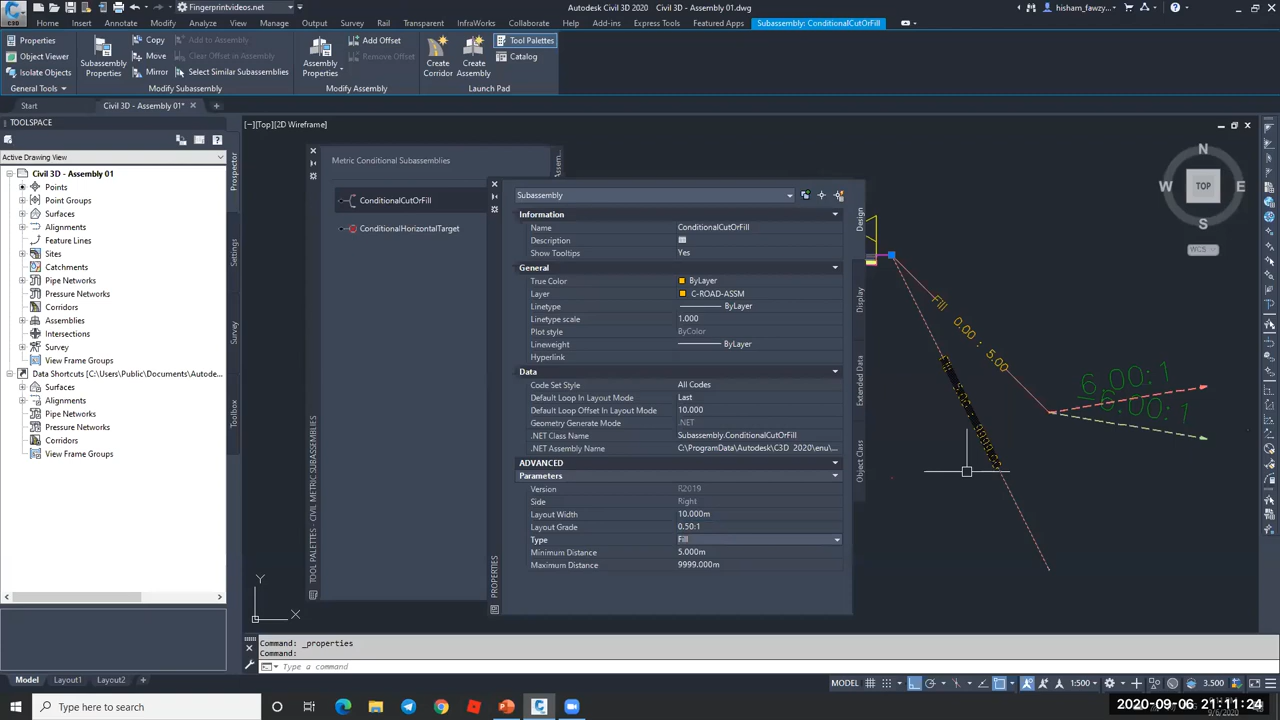 C3D
CIV
Fingerprintvideos.net
Autodesk Civil 3D 2020   Civil 3D - Assembly 01.dwg
hisham_fawzy...
Home
Insert
Annotate
Modify
Analyze
View
Manage
Output
Survey
Rail
Transparent
InfraWorks
Collaborate
Help
Add-ins
Express Tools
Featured Apps
Subassembly: ConditionalCutOrFill
Properties
Object Viewer
Isolate Objects
General Tools
Subassembly
Properties
Copy
Move
Mirror
Add to Assembly
Clear Offset in Assembly
Select Similar Subassemblies
Modify Subassembly
Assembly
Properties
Add Offset
Remove Offset
Modify Assembly
Create
Corridor
Create
Assembly
Tool Palettes
Catalog
Launch Pad
Start
Civil 3D - Assembly 01*
TOOLSPACE
Active Drawing View
Civil 3D - Assembly 01
Points
Point Groups
Surfaces
Alignments
Feature Lines
Sites
Catchments
Pipe Networks
Pressure Networks
Corridors
Assemblies
Intersections
Survey
View Frame Groups
Data Shortcuts [C:\Users\Public\Documents\Autode...
Surfaces
Alignments
Pipe Networks
Pressure Networks
Corridors
View Frame Groups
Prospector
Settings
Survey
Toolbox
[−][Top][2D Wireframe]
Metric Conditional Subassemblies
Assem...
ConditionalCutOrFill
ConditionalHorizontalTarget
TOOL PALETTES - CIVIL METRIC SUBASSEMBLIES
Subassembly
Information
Name ConditionalCutOrFill
Description
Show Tooltips Yes
General
True Color ByLayer
Layer C-ROAD-ASSM
Linetype ByLayer
Linetype scale 1.000
Plot style ByColor
Lineweight ByLayer
Hyperlink
Data
Code Set Style All Codes
Default Loop In Layout Mode Last
Default Loop Offset In Layout Mode 10.000
Geometry Generate Mode .NET
.NET Class Name Subassembly.ConditionalCutOrFill
.NET Assembly Name C:\ProgramData\Autodesk\C3D 2020\enu\...
ADVANCED
Parameters
Version R2019
Side Right
Layout Width 10.000m
Layout Grade 0.50:1
Type Fill
Minimum Distance 5.000m
Maximum Distance 9999.000m
PROPERTIES
Design
Display
Extended Data
Object Class
N
W
TOP
E
S
WCS
Fill 0.00 : 5.00
6.00:1
-6.00:1
Y
X
Command: _properties
Command:
Type a command
Model
Layout1
Layout2
MODEL
1:500
3.500
Type here to search
2020-09-06 21:11:24
9/6/2020